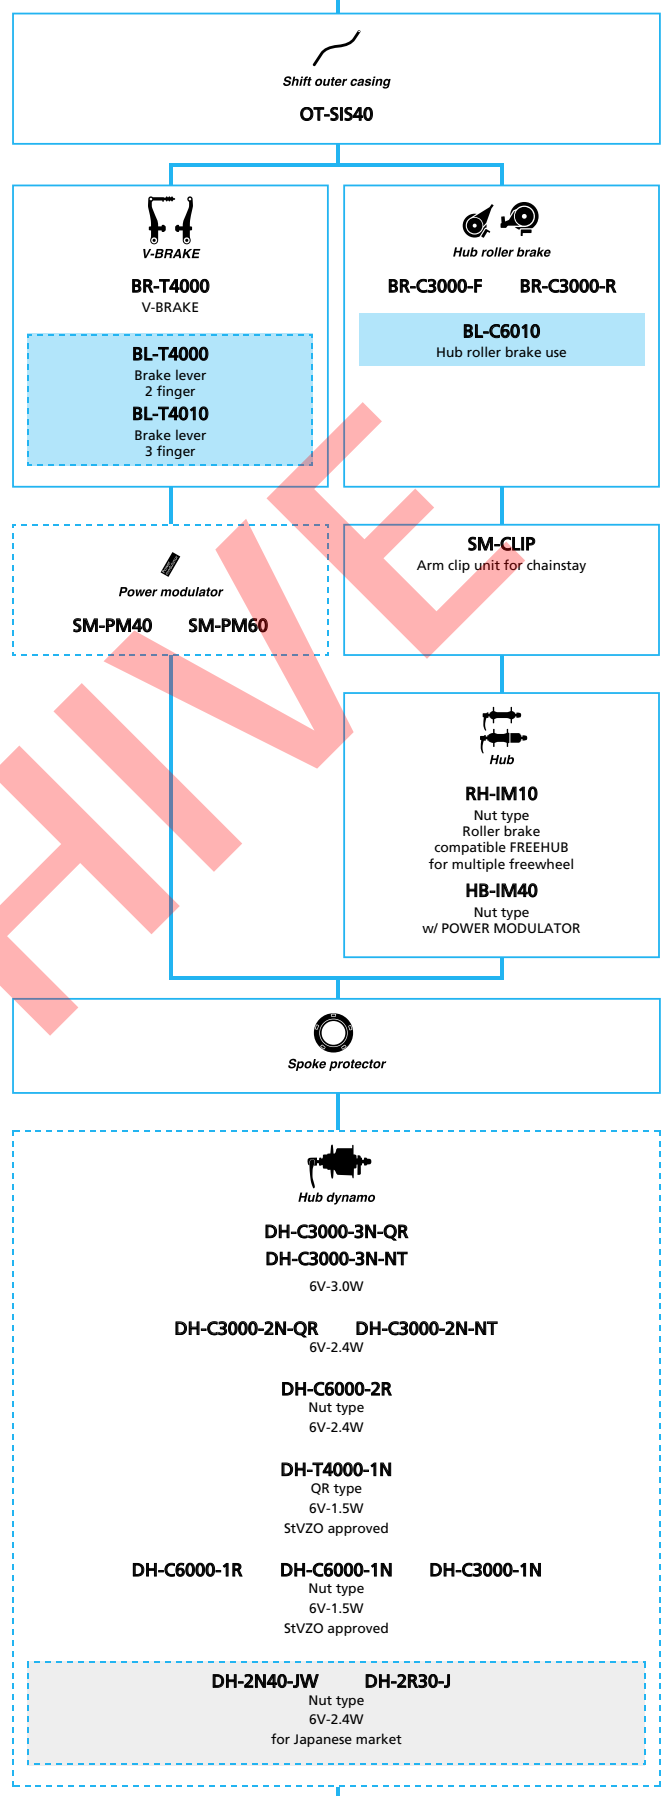 Shift outer casing
OT-SIS40
V-BRAKE
BR-T4000
V-BRAKE
BL-T4000
Brake lever
2 finger
BL-T4010
Brake lever
3 finger
Hub roller brake
BR-C3000-F BR-C3000-R
BL-C6010
Hub roller brake use
Power modulator
SM-PM40 SM-PM60
SM-CLIP
Arm clip unit for chainstay
Hub
RH-IM10
Nut type
Roller brake
compatible FREEHUB
for multiple freewheel
HB-IM40
Nut type
w/ POWER MODULATOR
Spoke protector
Hub dynamo
DH-C3000-3N-QR
DH-C3000-3N-NT
6V-3.0W
DH-C3000-2N-QR DH-C3000-2N-NT
6V-2.4W
DH-C6000-2R
Nut type
6V-2.4W
DH-T4000-1N
QR type
6V-1.5W
StVZO approved
DH-C6000-1R DH-C6000-1N DH-C3000-1N
Nut type
6V-1.5W
StVZO approved
DH-2N40-JW DH-2R30-J
Nut type
6V-2.4W
for Japanese market
HIVE